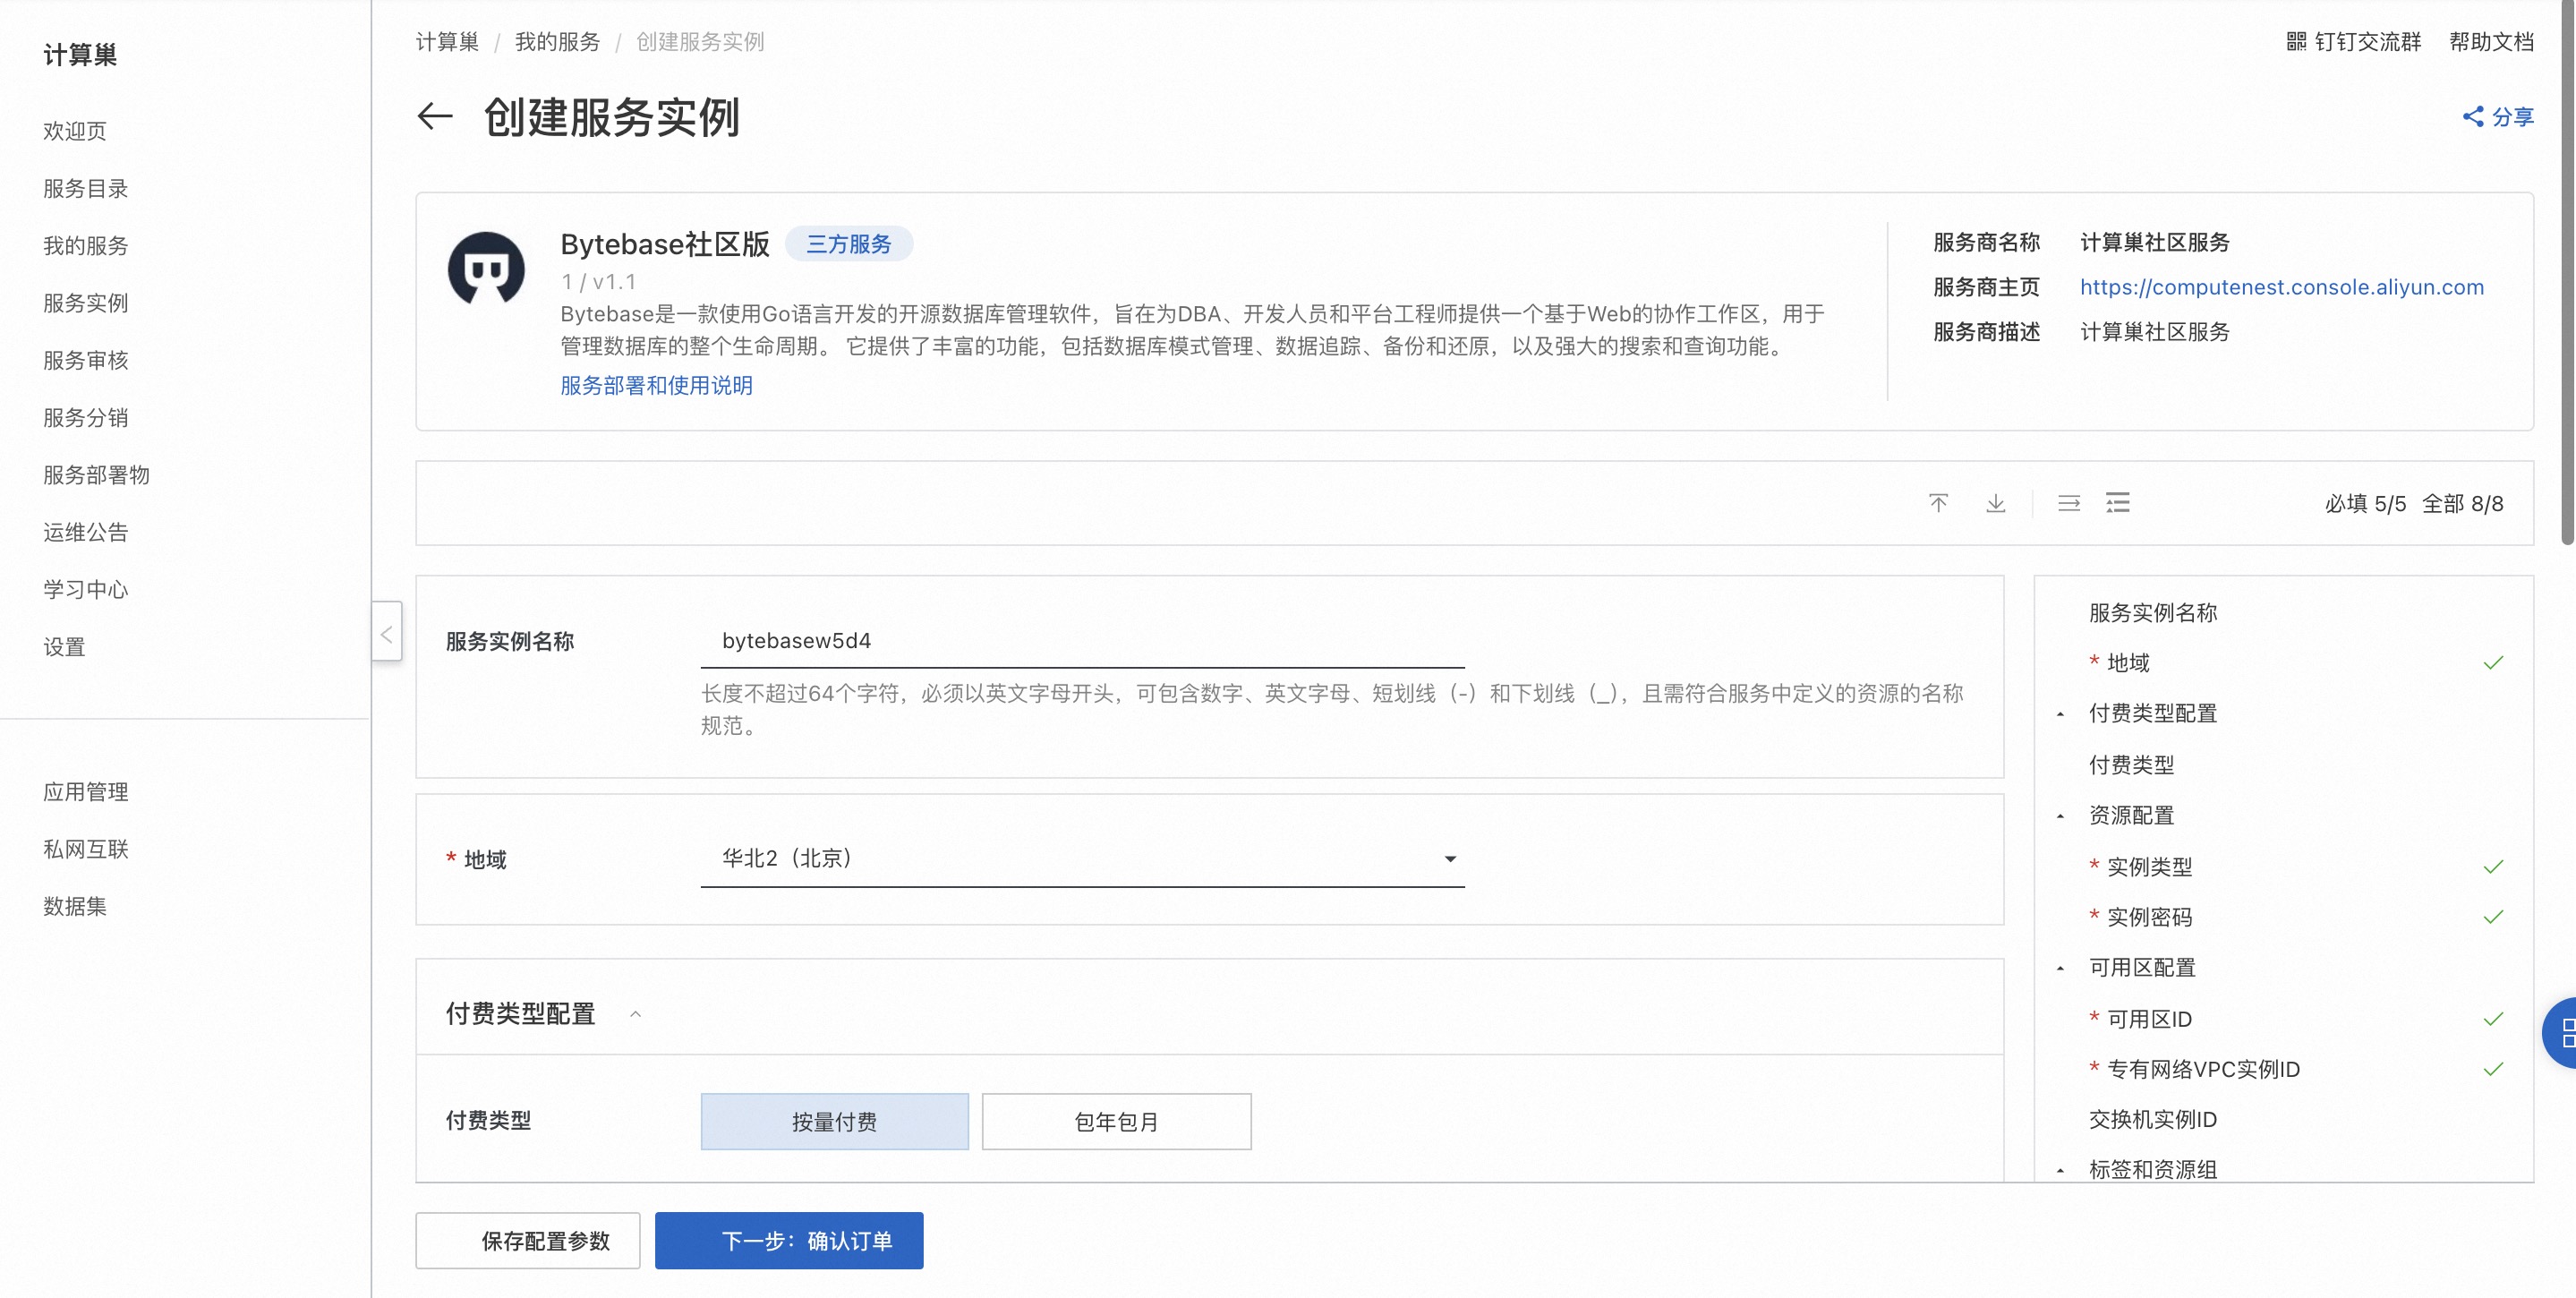 计算巢
欢迎页
服务目录
我的服务
服务实例
服务审核
服务分销
服务部署物
运维公告
学习中心
设置
应用管理
私网互联
数据集
计算巢 / 我的服务 / 创建服务实例
钉钉交流群 帮助文档
创建服务实例
分享
Bytebase社区版 三方服务
1 / v1.1
Bytebase是一款使用Go语言开发的开源数据库管理软件，旨在为DBA、开发人员和平台工程师提供一个基于Web的协作工作区，用于
管理数据库的整个生命周期。 它提供了丰富的功能，包括数据库模式管理、数据追踪、备份和还原，以及强大的搜索和查询功能。
服务部署和使用说明
服务商名称 计算巢社区服务
服务商主页 https://computenest.console.aliyun.com
服务商描述 计算巢社区服务
必填 5/5 全部 8/8
服务实例名称 bytebasew5d4
长度不超过64个字符，必须以英文字母开头，可包含数字、英文字母、短划线（-）和下划线（_），且需符合服务中定义的资源的名称
规范。
* 地域 华北2（北京）
付费类型配置
付费类型 按量付费 包年包月
服务实例名称
* 地域
付费类型配置
付费类型
资源配置
* 实例类型
* 实例密码
可用区配置
* 可用区ID
* 专有网络VPC实例ID
交换机实例ID
标签和资源组
保存配置参数 下一步：确认订单